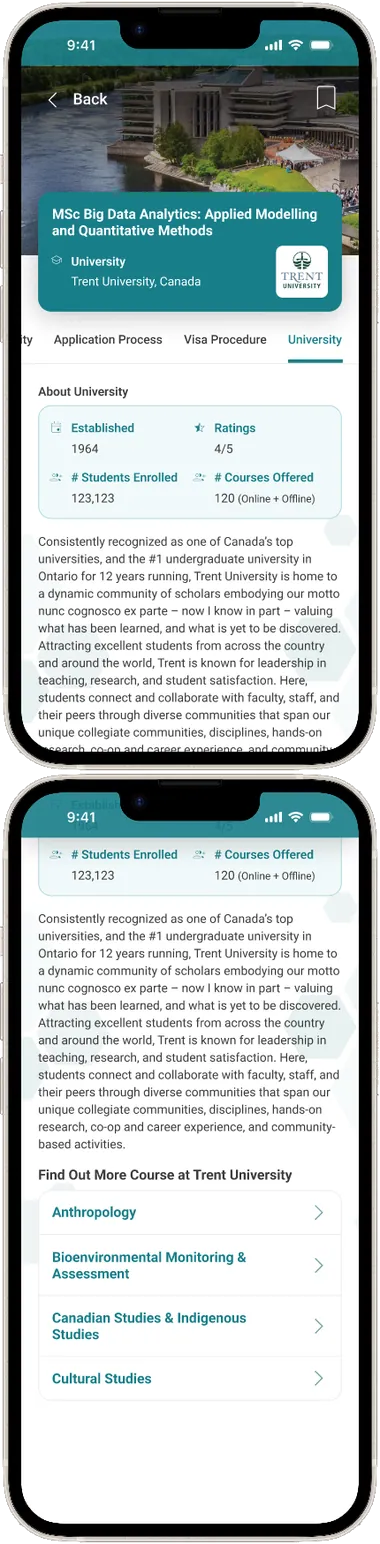 9:41
Back
MSc Big Data Analytics: Applied Modelling
and Quantitative Methods
University
Trent University, Canada
TRENT
UNIVERSITY
ity Application Process Visa Procedure University
About University
Established Ratings
1964 4/5
# Students Enrolled # Courses Offered
123,123 120 (Online + Offline)
Consistently recognized as one of Canada's top
universities, and the #1 undergraduate university in
Ontario for 12 years running, Trent University is home to
a dynamic community of scholars embodying our motto
nunc cognosco ex parte – now I know in part – valuing
what has been learned, and what is yet to be discovered.
Attracting excellent students from across the country
and around the world, Trent is known for leadership in
teaching, research, and student satisfaction. Here,
students connect and collaborate with faculty, staff, and
their peers through diverse communities that span our
unique collegiate communities, disciplines, hands-on
research, co-op and career experience, and community-
Established
9:41
1964 4/5
# Students Enrolled # Courses Offered
123,123 120 (Online + Offline)
Consistently recognized as one of Canada's top
universities, and the #1 undergraduate university in
Ontario for 12 years running, Trent University is home to
a dynamic community of scholars embodying our motto
nunc cognosco ex parte – now I know in part – valuing
what has been learned, and what is yet to be discovered.
Attracting excellent students from across the country
and around the world, Trent is known for leadership in
teaching, research, and student satisfaction. Here,
students connect and collaborate with faculty, staff, and
their peers through diverse communities that span our
unique collegiate communities, disciplines, hands-on
research, co-op and career experience, and community-
based activities.
Find Out More Course at Trent University
Anthropology
Bioenvironmental Monitoring &
Assessment
Canadian Studies & Indigenous
Studies
Cultural Studies